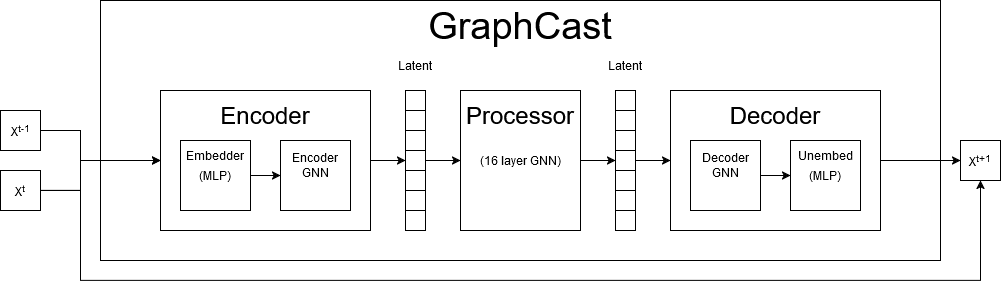 GraphCast
Latent
Latent
Encoder
Processor
Decoder
X^t-1
Embedder
(MLP)
Encoder
GNN
(16 layer GNN)
Decoder
GNN
Unembed
(MLP)
X^t+1
X^t